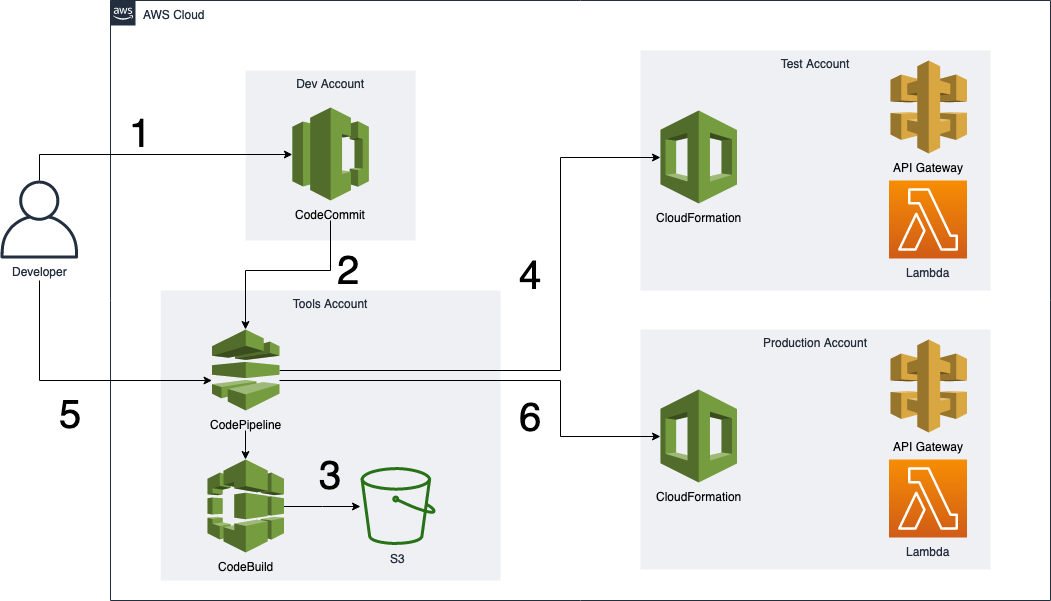 aws
AWS Cloud
Dev Account
1
CodeCommit
Developer
2
Tools Account
CodePipeline
5
3
CodeBuild
S3
4
Test Account
API Gateway
CloudFormation
Lambda
6
Production Account
API Gateway
CloudFormation
Lambda